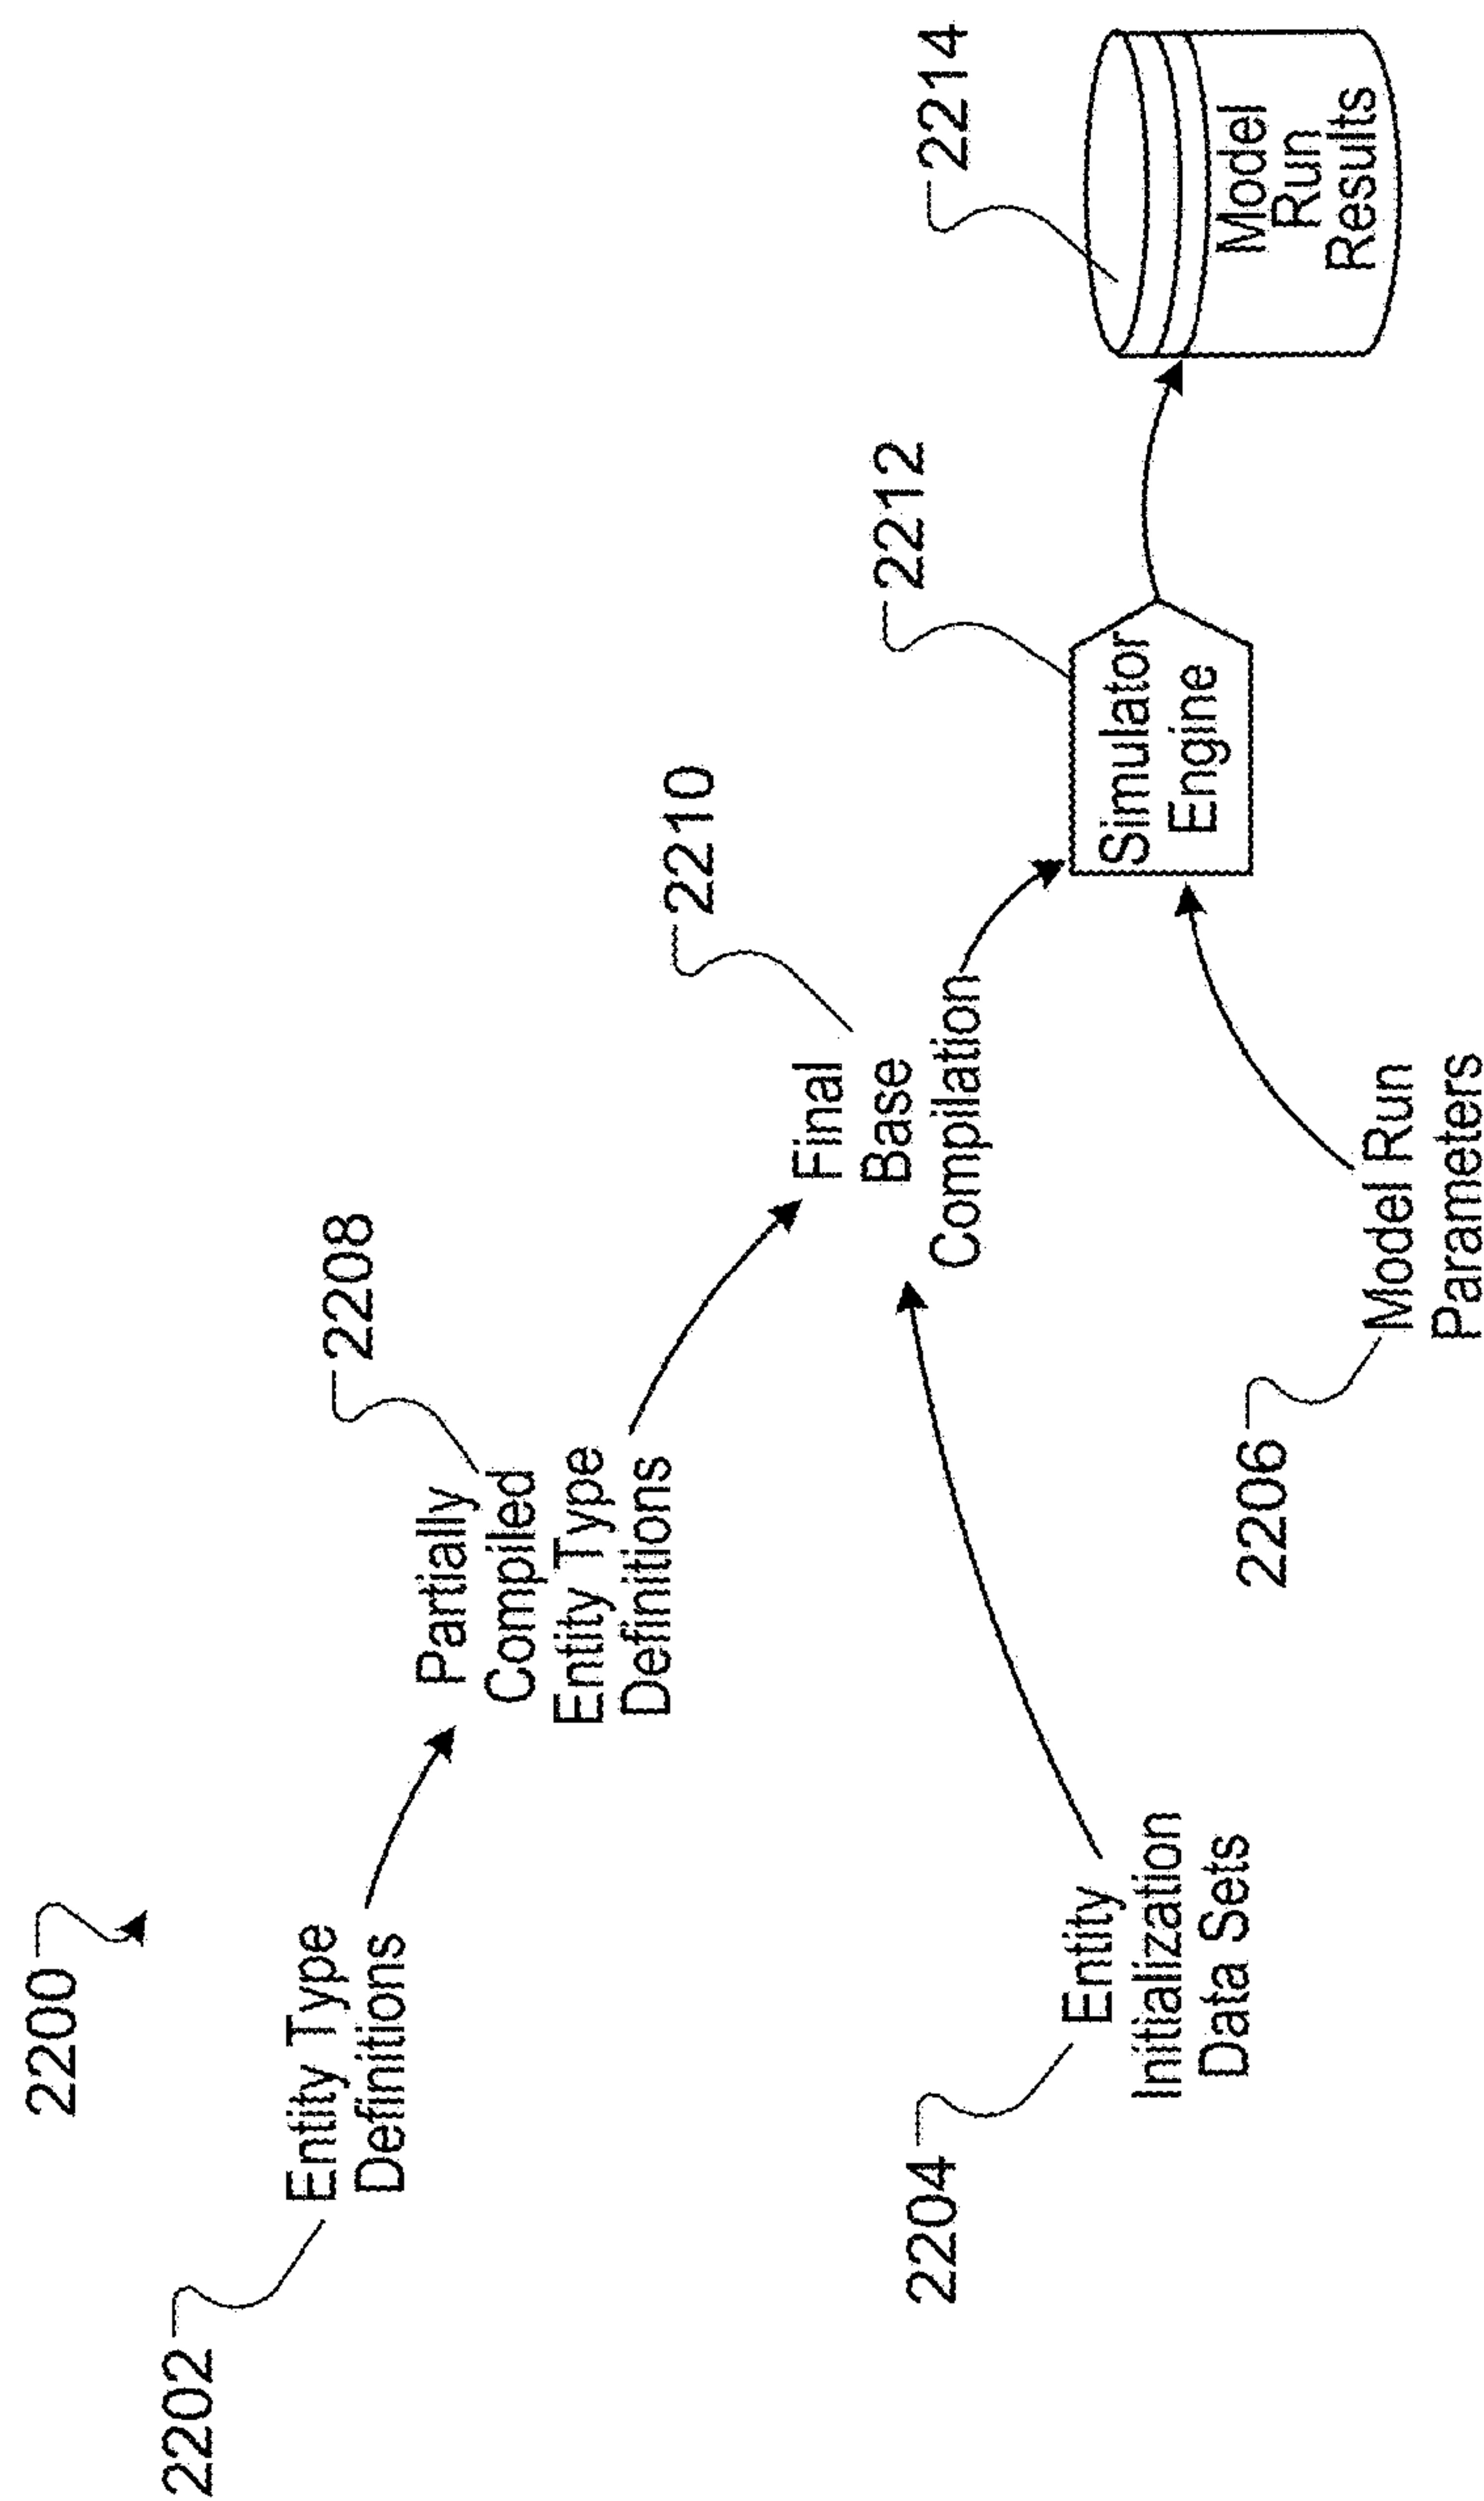 2200
2202
Entity Type
Definitions
2208
Partially
Compiled
Entity Type
Definitions
2210
Final
Base
Compilation
2204
Entity
Initialization
Data Sets
2206
Model Run
Parameters
2212
Simulator
Engine
2214
Model
Run
Results